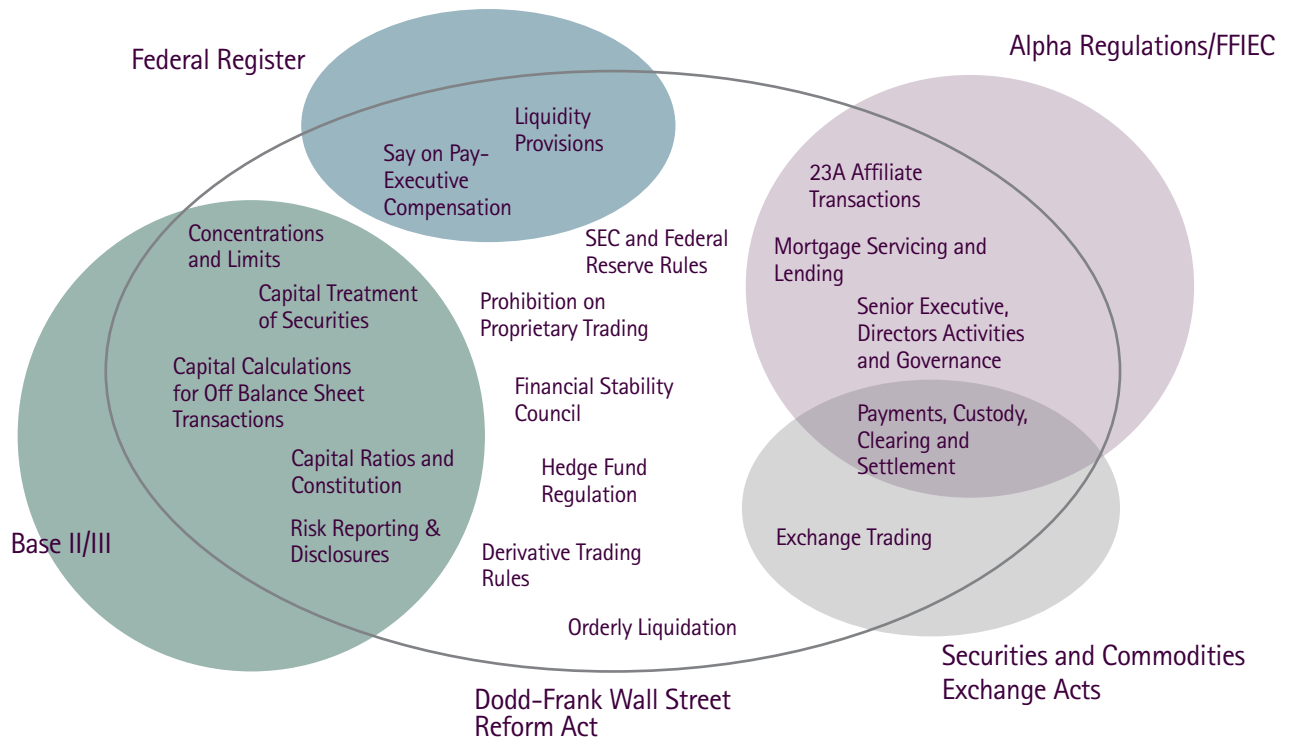 Federal Register
Alpha Regulations/FFIEC
Liquidity
Provisions
Say on Pay-
Executive
Compensation
23A Affiliate
Transactions
Concentrations
and Limits
SEC and Federal
Reserve Rules
Mortgage Servicing and
Lending
Capital Treatment
of Securities
Prohibition on
Proprietary Trading
Senior Executive,
Directors Activities
and Governance
Capital Calculations
for Off Balance Sheet
Transactions
Financial Stability
Council
Payments, Custody,
Clearing and
Settlement
Capital Ratios and
Constitution
Hedge Fund
Regulation
Base II/III
Risk Reporting &
Disclosures
Derivative Trading
Rules
Exchange Trading
Orderly Liquidation
Securities and Commodities
Exchange Acts
Dodd-Frank Wall Street
Reform Act